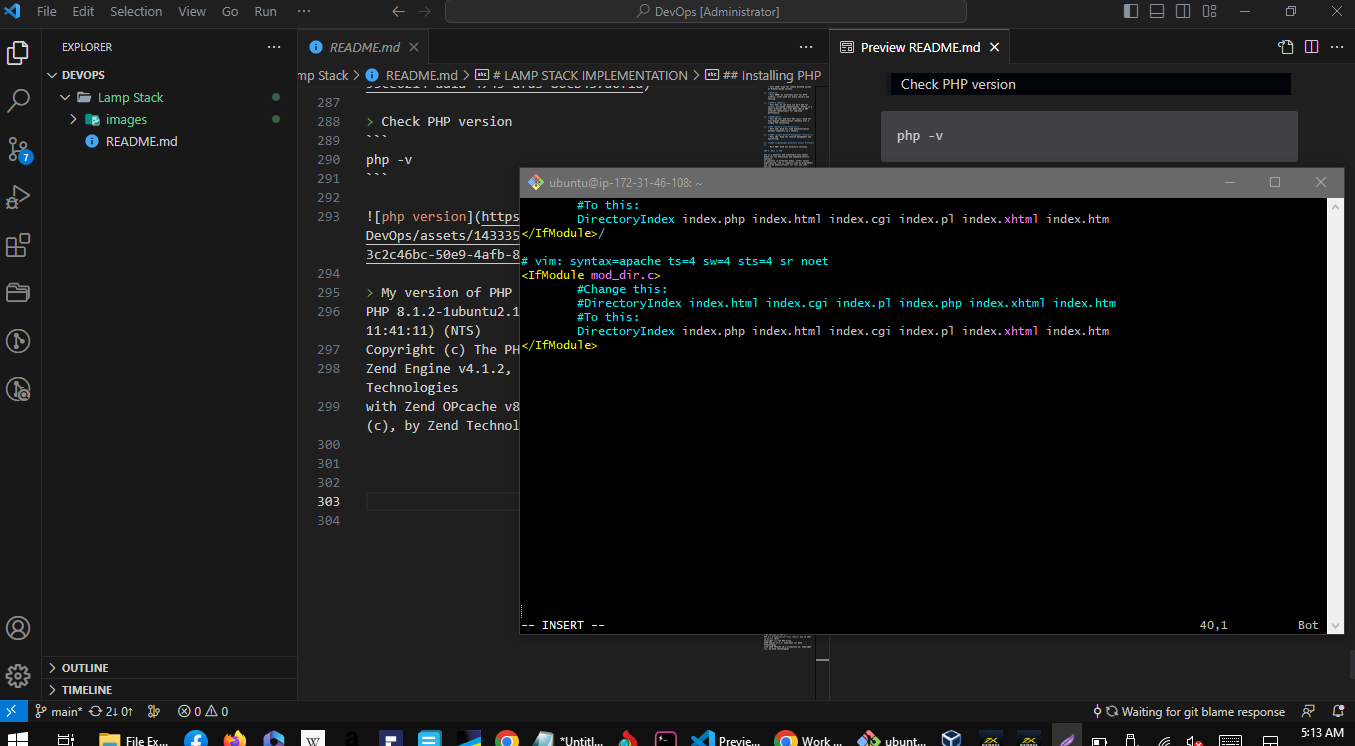 File Edit Selection View Go Run ··· DevOps [Administrator]
EXPLORER ···
DEVOPS
Lamp Stack
images
README.md
7
README.md ···
mp Stack > README.md > # LAMP STACK IMPLEMENTATION > ## Installing PHP
287
288 > Check PHP version
289 ```
290 php -v
291 ```
292
293 ![php version](https
DevOps/assets/143335
3c2c46bc-50e9-4afb-8
294
295 > My version of PHP
296 PHP 8.1.2-1ubuntu2.1
11:41:11) (NTS)
297 Copyright (c) The PH
298 Zend Engine v4.1.2,
Technologies
299 with Zend OPcache v8
(c), by Zend Technol
300
301
302
303
304
Preview README.md ···
Check PHP version
php -v
ubuntu@ip-172-31-46-108: ~
#To this:
DirectoryIndex index.php index.html index.cgi index.pl index.xhtml index.htm
</IfModule>/
# vim: syntax=apache ts=4 sw=4 sts=4 sr noet
<IfModule mod_dir.c>
#Change this:
#DirectoryIndex index.html index.cgi index.pl index.php index.xhtml index.htm
#To this:
DirectoryIndex index.php index.html index.cgi index.pl index.xhtml index.htm
</IfModule>
-- INSERT -- 40,1 Bot
OUTLINE
TIMELINE
main* 2↓ 0↑ 0 0 Waiting for git blame response
File Ex... *Untitl... Previe... Work ... ubunt... 5:13 AM